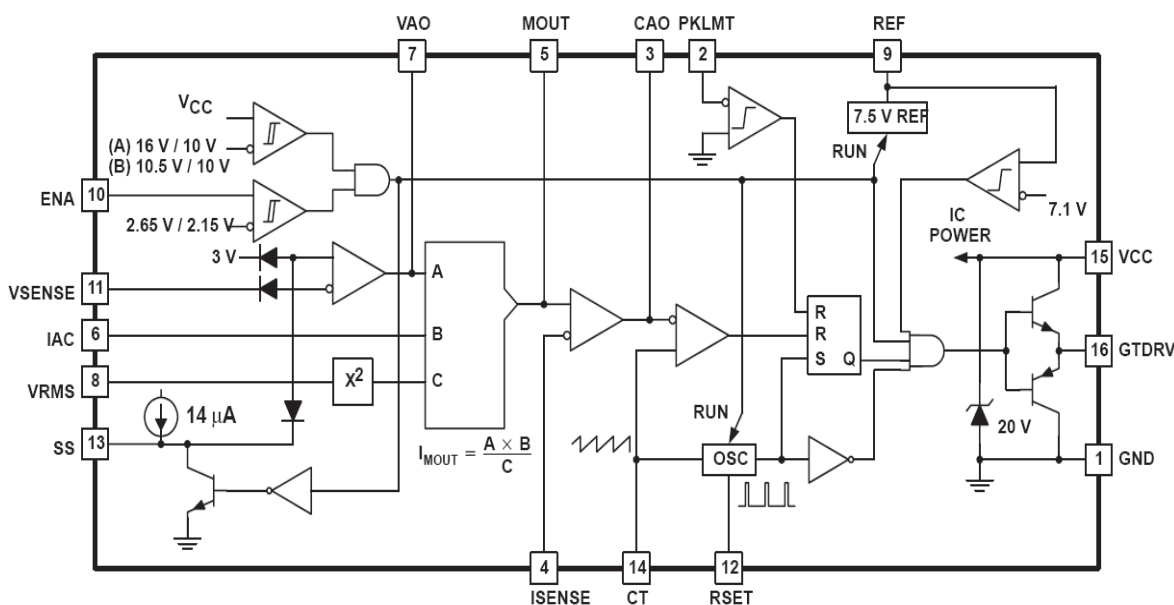 VAO
MOUT
CAO
PKLMT
REF
7
5
3
2
9
VCC
(A) 16 V / 10 V
(B) 10.5 V / 10 V
7.5 V REF
RUN
10
ENA
2.65 V / 2.15 V
7.1 V
3 V
IC
POWER
15
VCC
11
VSENSE
A
6
IAC
B
R
R
S
Q
16
GTDRV
8
VRMS
X²
C
14 µA
13
SS
RUN
20 V
I_MOUT = (A × B) / C
OSC
1
GND
4
14
12
ISENSE
CT
RSET